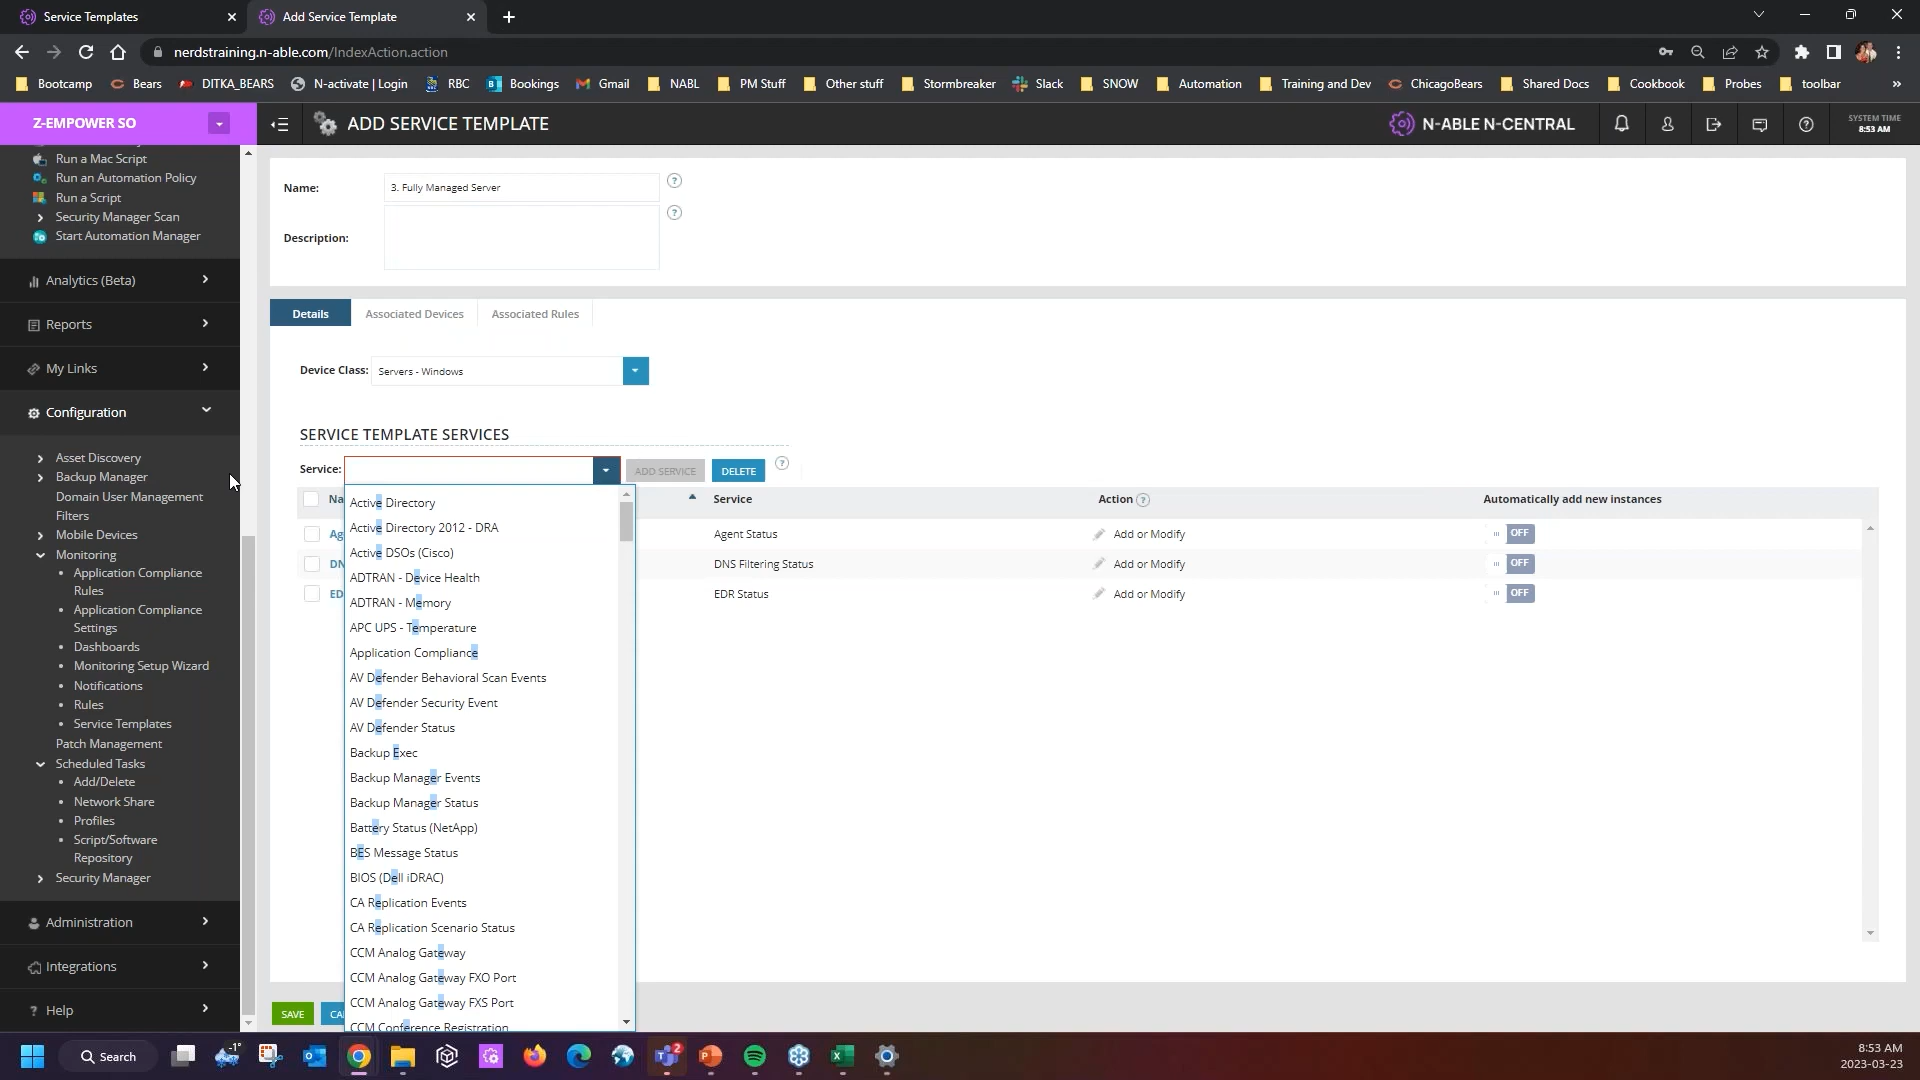 Service Templates
Add Service Template
nerdstraining.n-able.com/IndexAction.action
Bootcamp
Bears
DITKA_BEARS
N-activate | Login
RBC
Bookings
Gmail
NABL
PM Stuff
Other stuff
Stormbreaker
Slack
SNOW
Automation
Training and Dev
ChicagoBears
Shared Docs
Cookbook
Probes
toolbar
Z-EMPOWER SO
ADD SERVICE TEMPLATE
N-ABLE N-CENTRAL
SYSTEM TIME
8:53 AM
Run a Mac Script
Run an Automation Policy
Run a Script
Security Manager Scan
Start Automation Manager
Analytics (Beta)
Reports
My Links
Configuration
Asset Discovery
Backup Manager
Domain User Management
Filters
Mobile Devices
Monitoring
Application Compliance
Rules
Application Compliance
Settings
Dashboards
Monitoring Setup Wizard
Notifications
Rules
Service Templates
Patch Management
Scheduled Tasks
Add/Delete
Network Share
Profiles
Script/Software
Repository
Security Manager
Administration
Integrations
Help
Name:
3. Fully Managed Server
Description:
Details
Associated Devices
Associated Rules
Device Class:
Servers - Windows
SERVICE TEMPLATE SERVICES
Service:
ADD SERVICE
DELETE
Na
Service
Action
Automatically add new instances
Ag
Agent Status
Add or Modify
OFF
DN
DNS Filtering Status
Add or Modify
OFF
ED
EDR Status
Add or Modify
OFF
Active Directory
Active Directory 2012 - DRA
Active DSOs (Cisco)
ADTRAN - Device Health
ADTRAN - Memory
APC UPS - Temperature
Application Compliance
AV Defender Behavioral Scan Events
AV Defender Security Event
AV Defender Status
Backup Exec
Backup Manager Events
Backup Manager Status
Battery Status (NetApp)
BES Message Status
BIOS (Dell iDRAC)
CA Replication Events
CA Replication Scenario Status
CCM Analog Gateway
CCM Analog Gateway FXO Port
CCM Analog Gateway FXS Port
CCM Conference Registration
SAVE
CA
Search
-1°
2
8:53 AM
2023-03-23